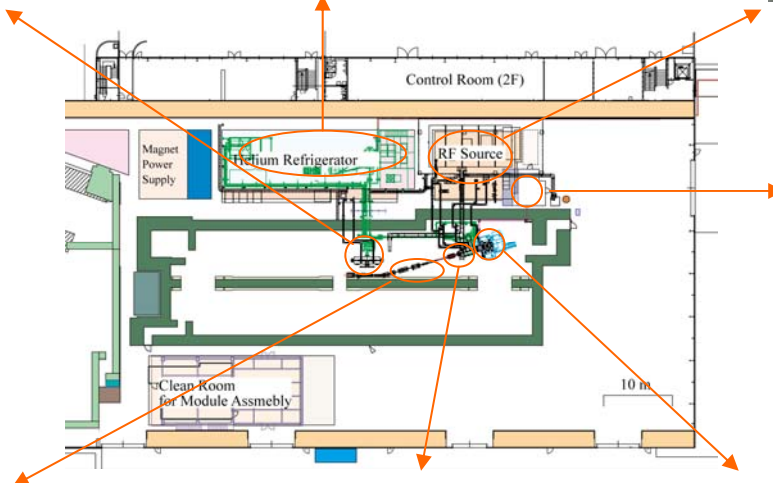 Control Room (2F)
Magnet
Power
Supply
Helium Refrigerator
RF Source
Clean Room
for Module Assmebly
10 m